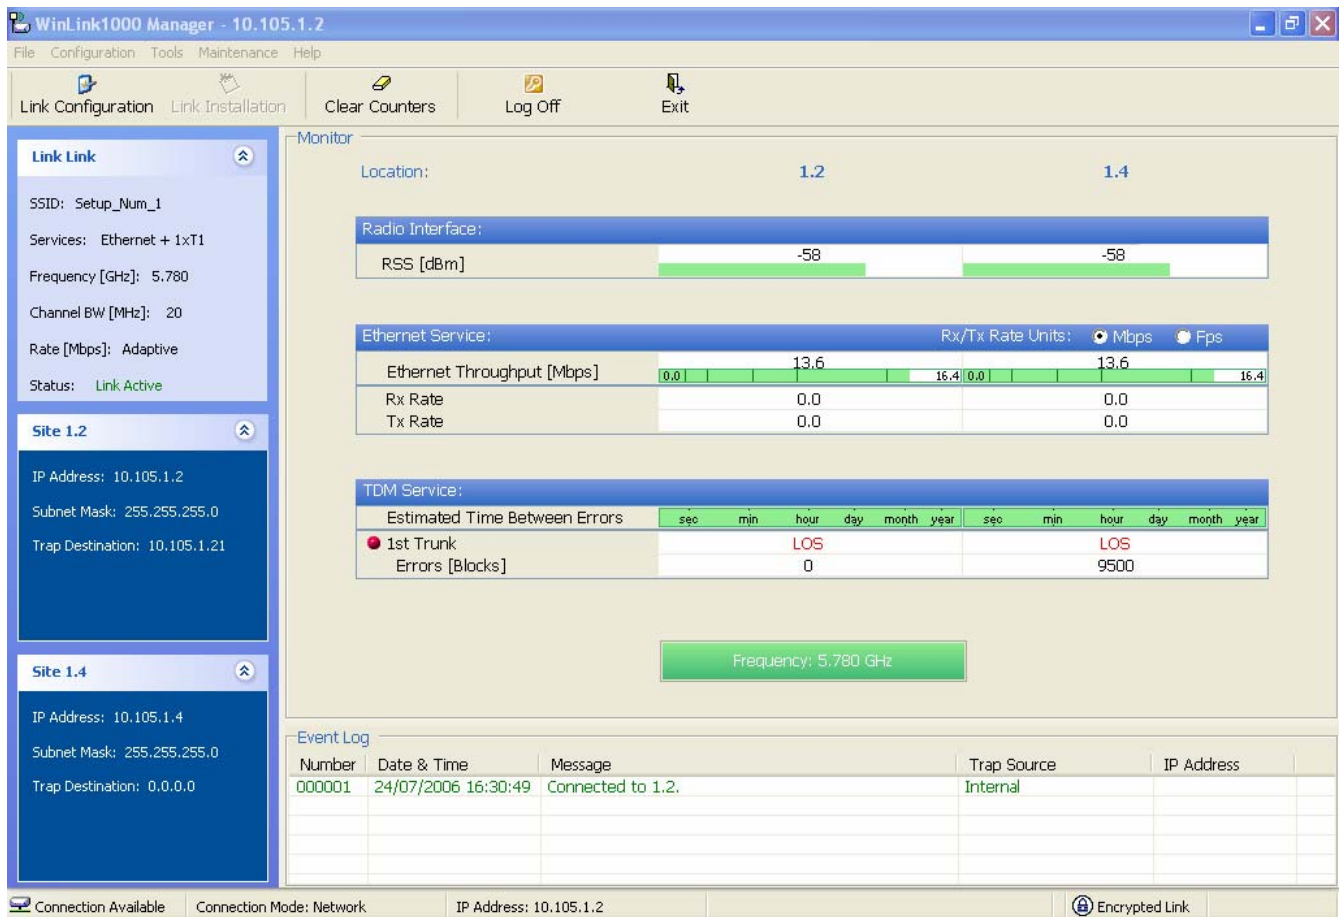 WinLink1000 Manager - 10.105.1.2
File Configuration Tools Maintenance Help
Link Configuration Link Installation Clear Counters Log Off Exit
Link Link
SSID: Setup_Num_1
Services: Ethernet + 1xT1
Frequency [GHz]: 5.780
Channel BW [MHz]: 20
Rate [Mbps]: Adaptive
Status: Link Active
Site 1.2
IP Address: 10.105.1.2
Subnet Mask: 255.255.255.0
Trap Destination: 10.105.1.21
Site 1.4
IP Address: 10.105.1.4
Subnet Mask: 255.255.255.0
Trap Destination: 0.0.0.0
Monitor
Location: 1.2 1.4
Radio Interface:
RSS [dBm] -58 -58
Ethernet Service: Rx/Tx Rate Units: Mbps Fps
Ethernet Throughput [Mbps] 13.6 13.6
0.0 16.4 0.0 16.4
Rx Rate 0.0 0.0
Tx Rate 0.0 0.0
TDM Service:
Estimated Time Between Errors sec min hour day month year sec min hour day month year
1st Trunk LOS LOS
Errors [Blocks] 0 9500
Frequency: 5.780 GHz
Event Log
Number Date & Time Message Trap Source IP Address
000001 24/07/2006 16:30:49 Connected to 1.2. Internal
Connection Available Connection Mode: Network IP Address: 10.105.1.2 Encrypted Link